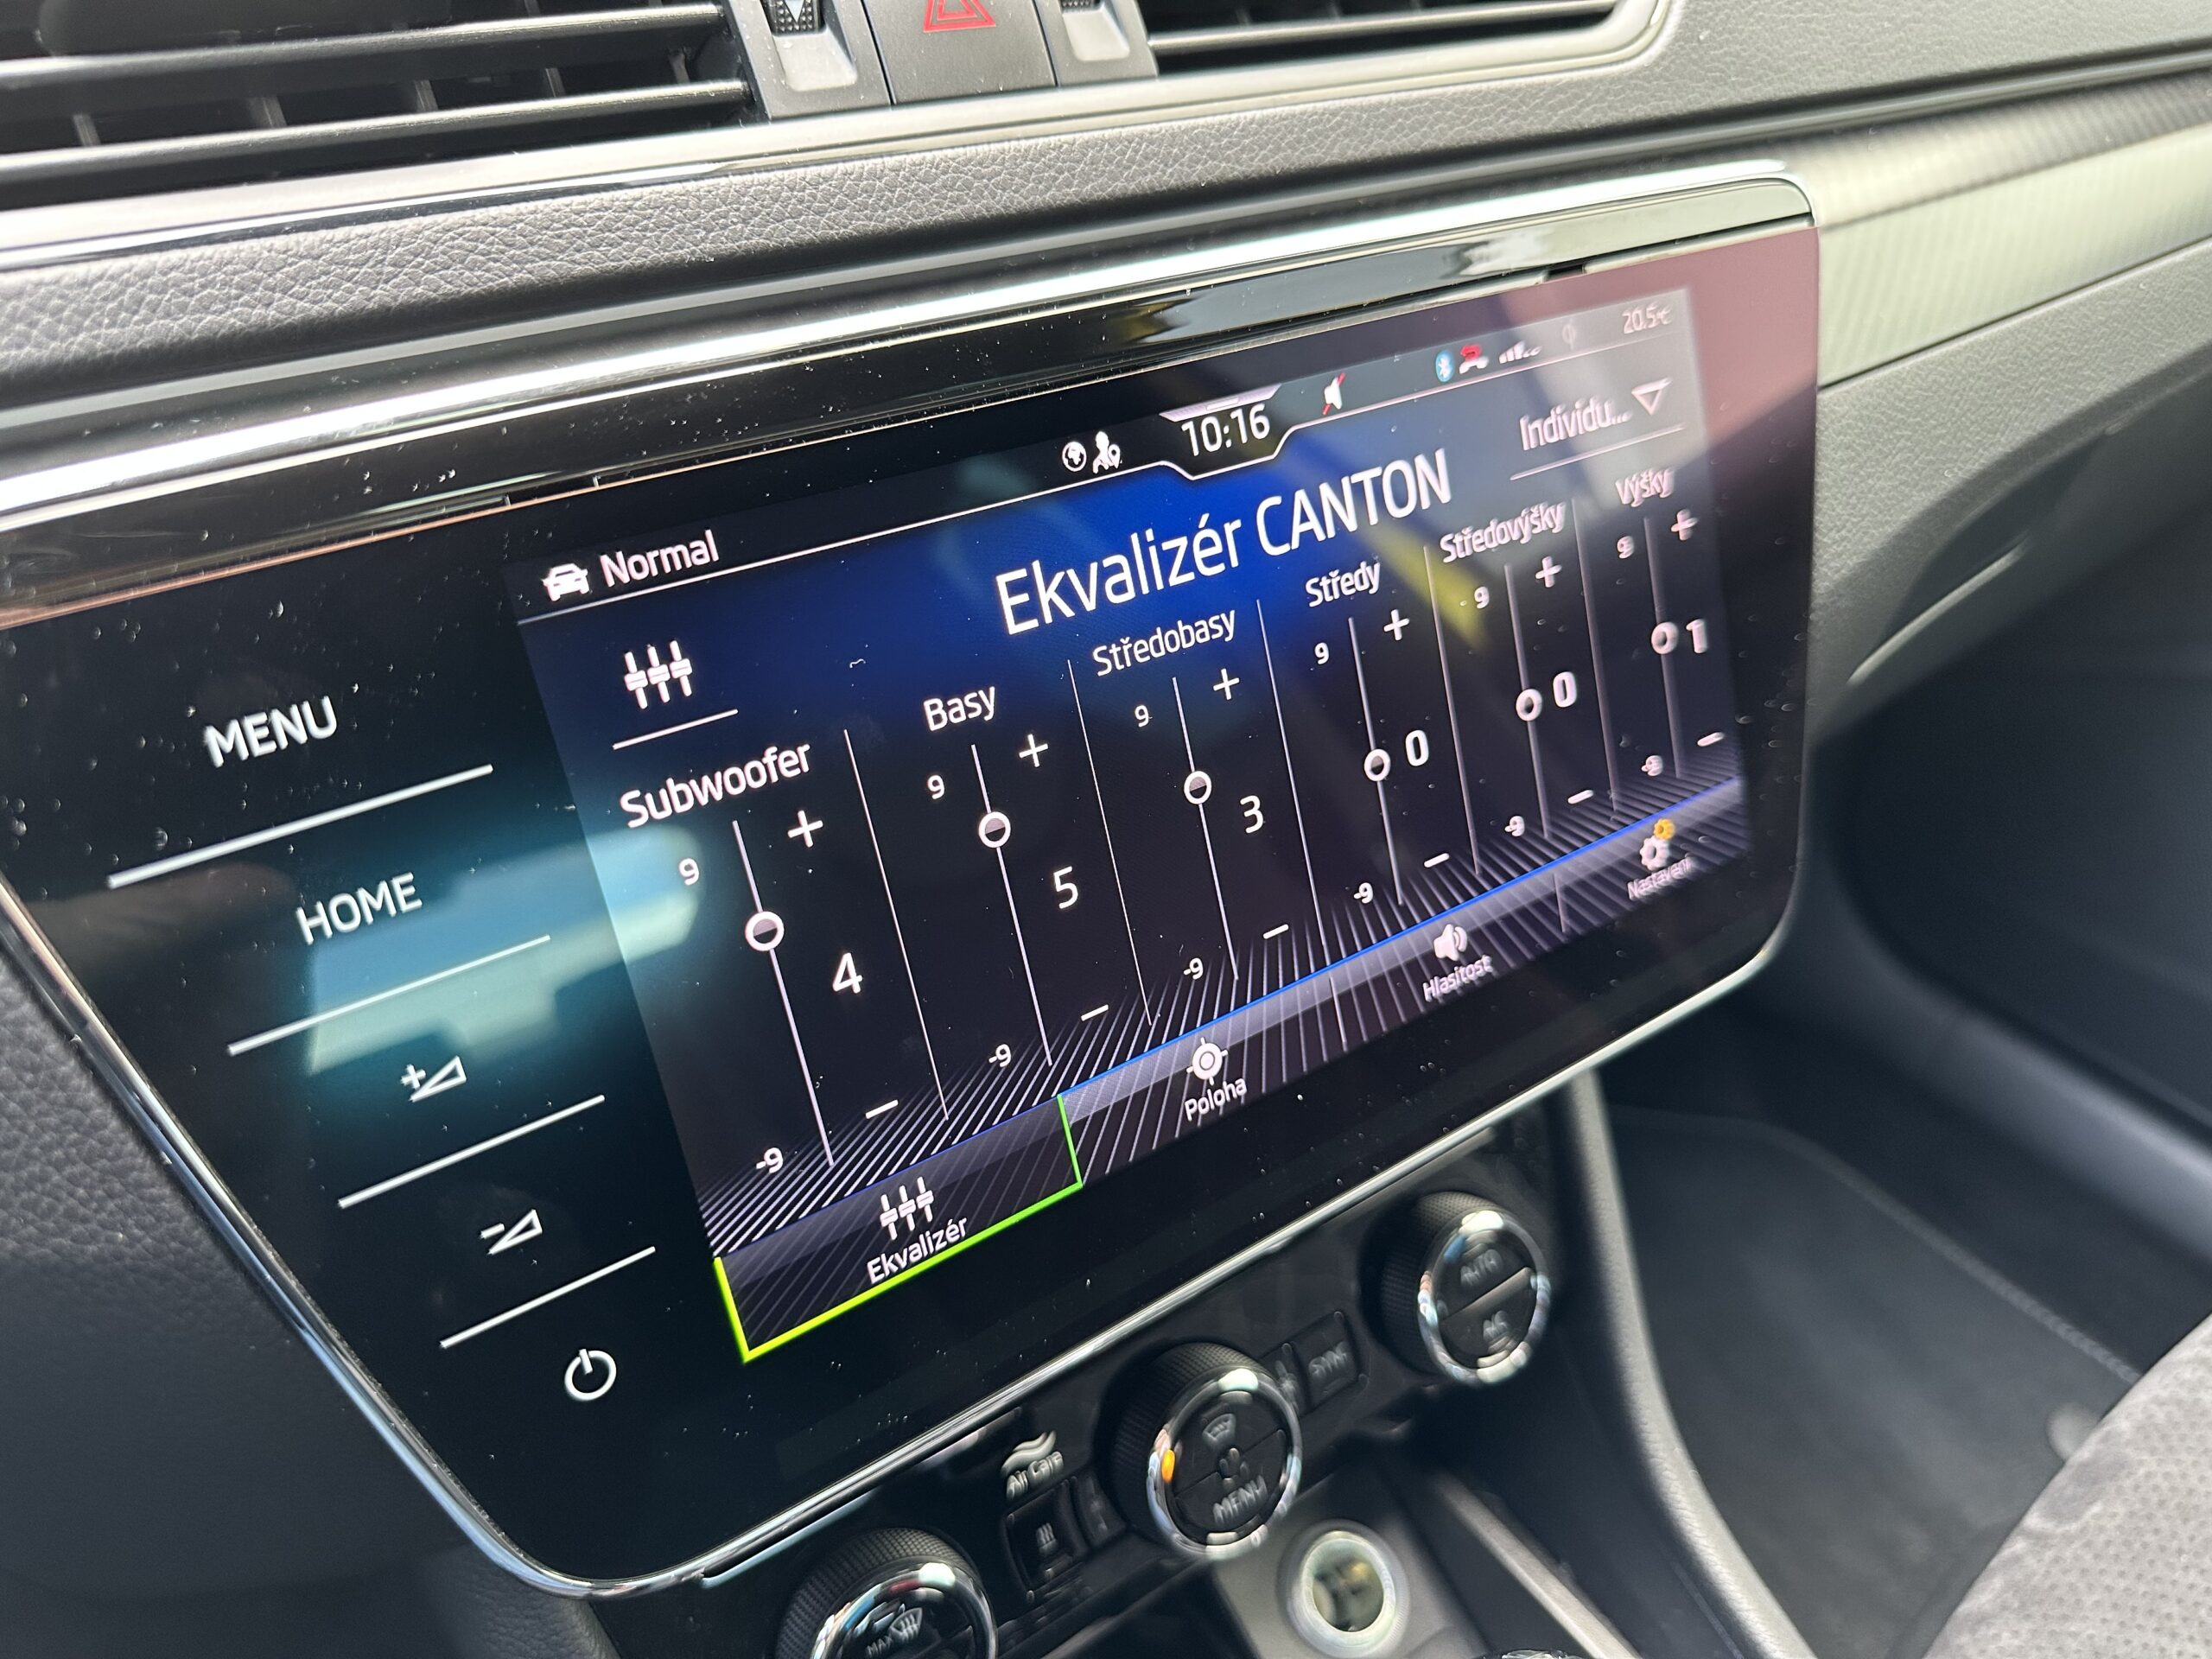 20.5°C
10:16
Normal
Ekvalizér CANTON
Individu...
Subwoofer
Basy
Středobasy
Středy
Středovýšky
Výšky
9 + 9 + 9 + 9 + 9 + 9 +
4 5 3 0 0 1
-9 – -9 – -9 – -9 – -9 – -9 –
Ekvalizér
Poloha
Hlasitost
Nastavení
MENU
HOME
+
-
Air Care
MENU
SYNC
AUTO
A/C
MAX